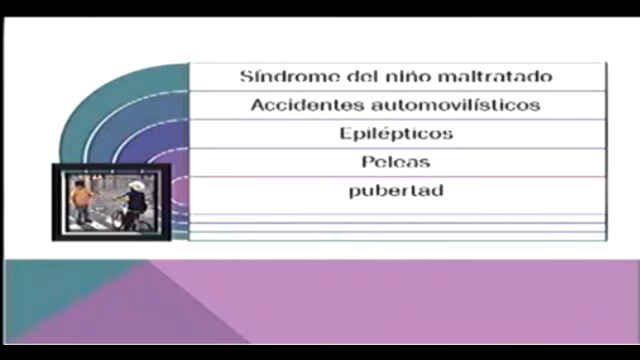 Síndrome del niño maltratado
Accidentes automovilísticos
Epilépticos
Peleas
pubertad